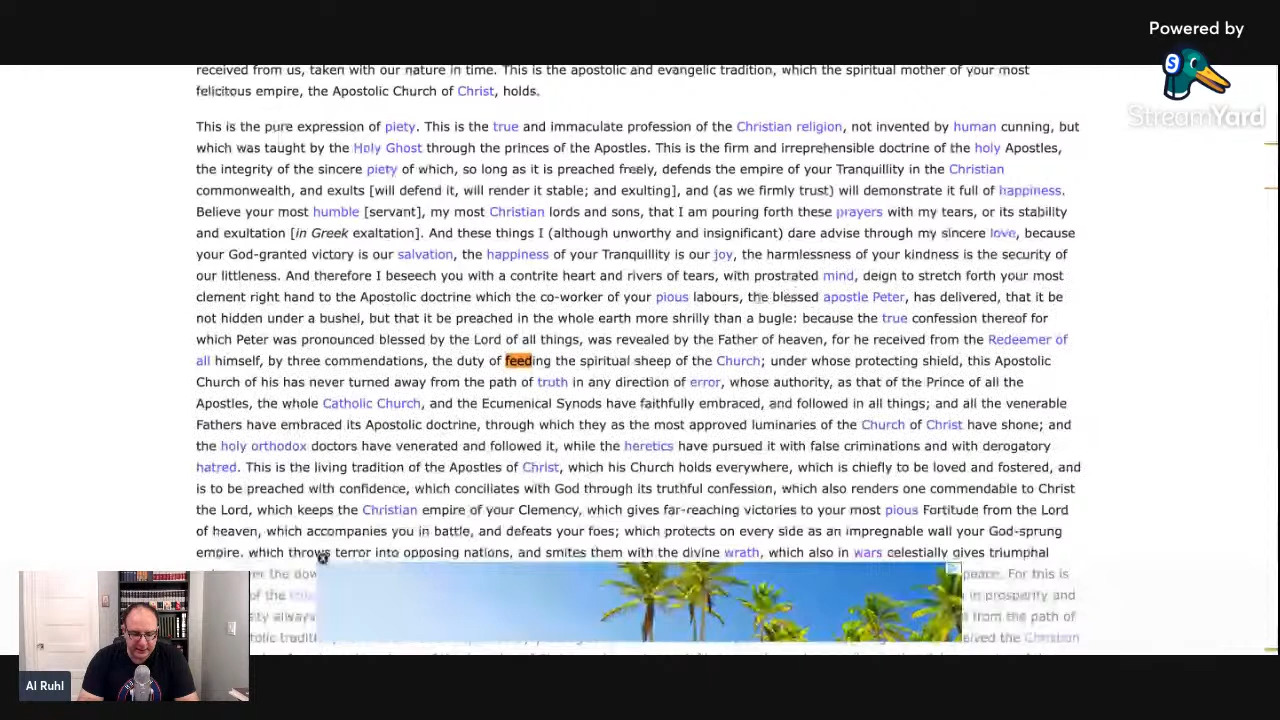 Powered by
StreamYard
received from us, taken with our nature in time. This is the apostolic and evangelic tradition, which the spiritual mother of your most
felicitous empire, the Apostolic Church of Christ, holds.
This is the pure expression of piety. This is the true and immaculate profession of the Christian religion, not invented by human cunning, but
which was taught by the Holy Ghost through the princes of the Apostles. This is the firm and irreprehensible doctrine of the holy Apostles,
the integrity of the sincere piety of which, so long as it is preached freely, defends the empire of your Tranquillity in the Christian
commonwealth, and exults [will defend it, will render it stable; and exulting], and (as we firmly trust) will demonstrate it full of happiness.
Believe your most humble [servant], my most Christian lords and sons, that I am pouring forth these prayers with my tears, or its stability
and exultation [in Greek exaltation]. And these things I (although unworthy and insignificant) dare advise through my sincere love, because
your God-granted victory is our salvation, the happiness of your Tranquillity is our joy, the harmlessness of your kindness is the security of
our littleness. And therefore I beseech you with a contrite heart and rivers of tears, with prostrated mind, deign to stretch forth your most
clement right hand to the Apostolic doctrine which the co-worker of your pious labours, the blessed apostle Peter, has delivered, that it be
not hidden under a bushel, but that it be preached in the whole earth more shrilly than a bugle: because the true confession thereof for
which Peter was pronounced blessed by the Lord of all things, was revealed by the Father of heaven, for he received from the Redeemer of
all himself, by three commendations, the duty of feeding the spiritual sheep of the Church; under whose protecting shield, this Apostolic
Church of his has never turned away from the path of truth in any direction of error, whose authority, as that of the Prince of all the
Apostles, the whole Catholic Church, and the Ecumenical Synods have faithfully embraced, and followed in all things; and all the venerable
Fathers have embraced its Apostolic doctrine, through which they as the most approved luminaries of the Church of Christ have shone; and
the holy orthodox doctors have venerated and followed it, while the heretics have pursued it with false criminations and with derogatory
hatred. This is the living tradition of the Apostles of Christ, which his Church holds everywhere, which is chiefly to be loved and fostered, and
is to be preached with confidence, which conciliates with God through its truthful confession, which also renders one commendable to Christ
the Lord, which keeps the Christian empire of your Clemency, which gives far-reaching victories to your most pious Fortitude from the Lord
of heaven, which accompanies you in battle, and defeats your foes; which protects on every side as an impregnable wall your God-sprung
empire, which throws terror into opposing nations, and smites them with the divine wrath, which also in wars celestially gives triumphal
the peace. For this is
of the in prosperity and
always from the path of
the Christian
Al Ruhl